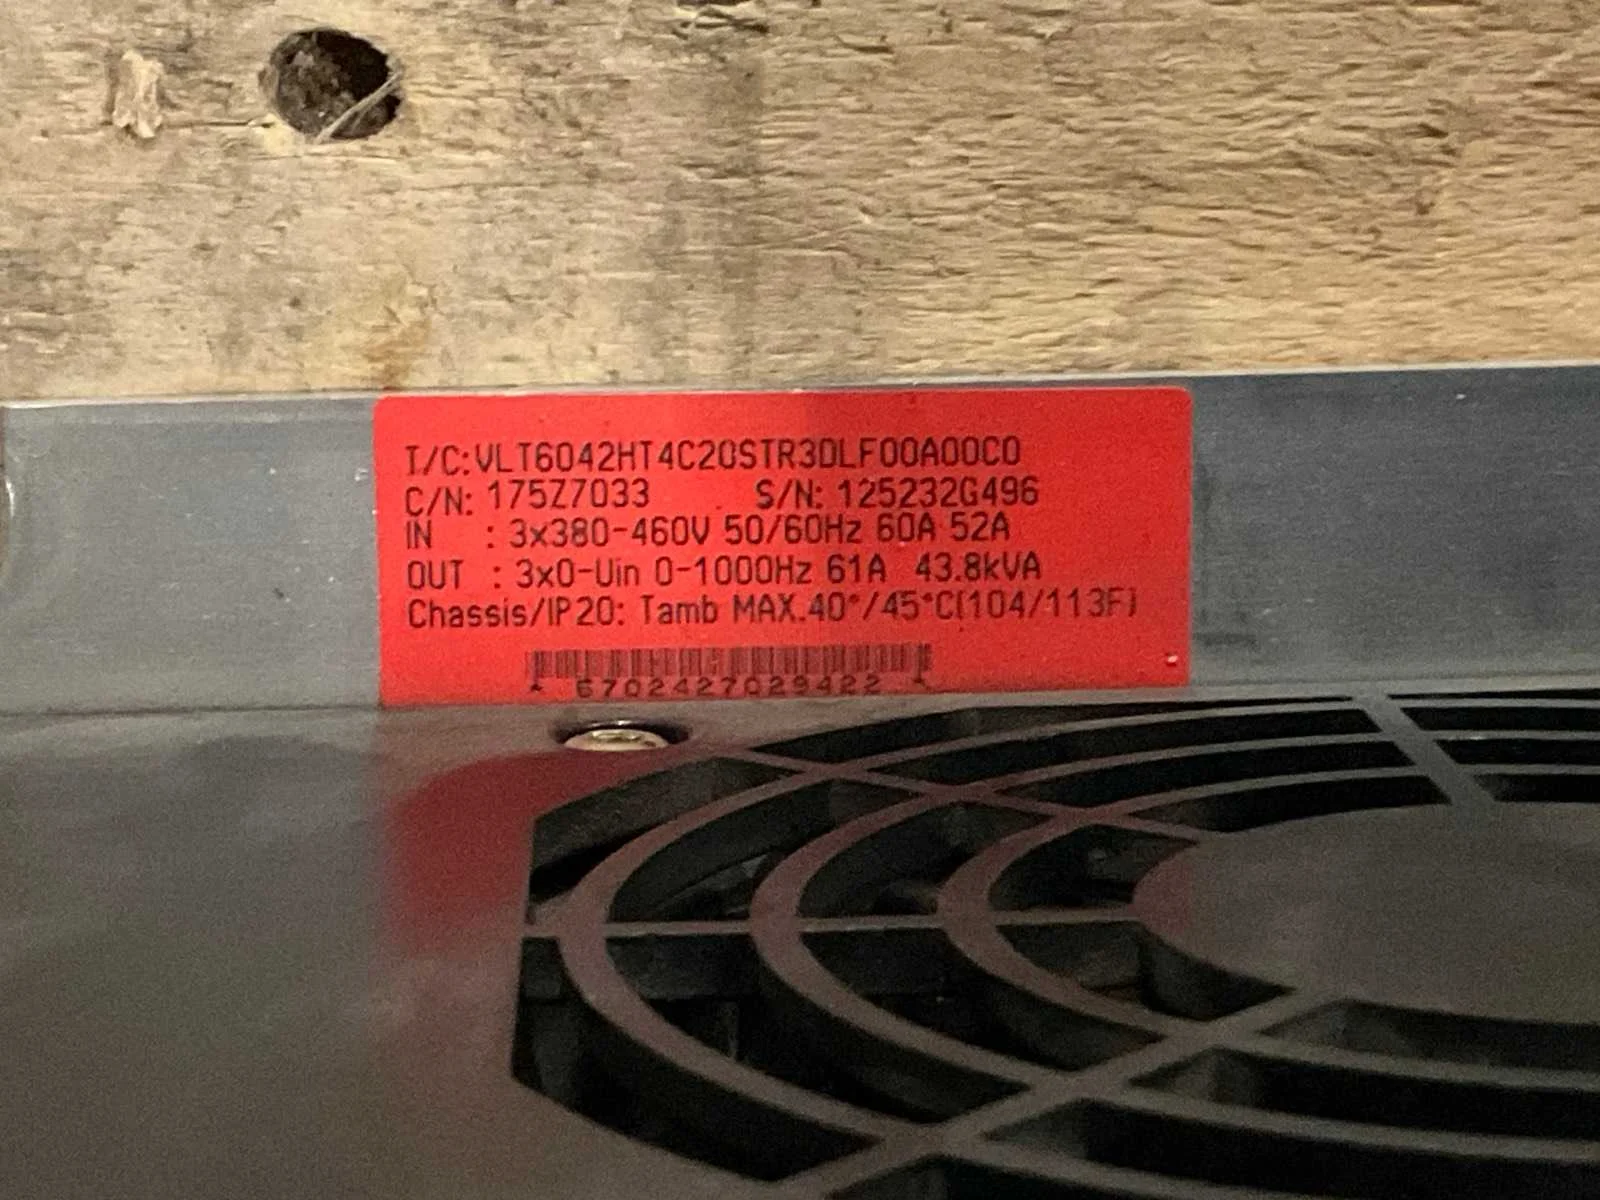 T/C:VLT6042HT4C20STR3DLF00A00C0
C/N: 175Z7033 S/N: 125232G496
IN : 3x380-460V 50/60Hz 60A 52A
OUT : 3x0-Uin 0-1000Hz 61A 43.8kVA
Chassis/IP20: Tamb MAX.40°/45°C(104/113F)
* 6702427029422 *